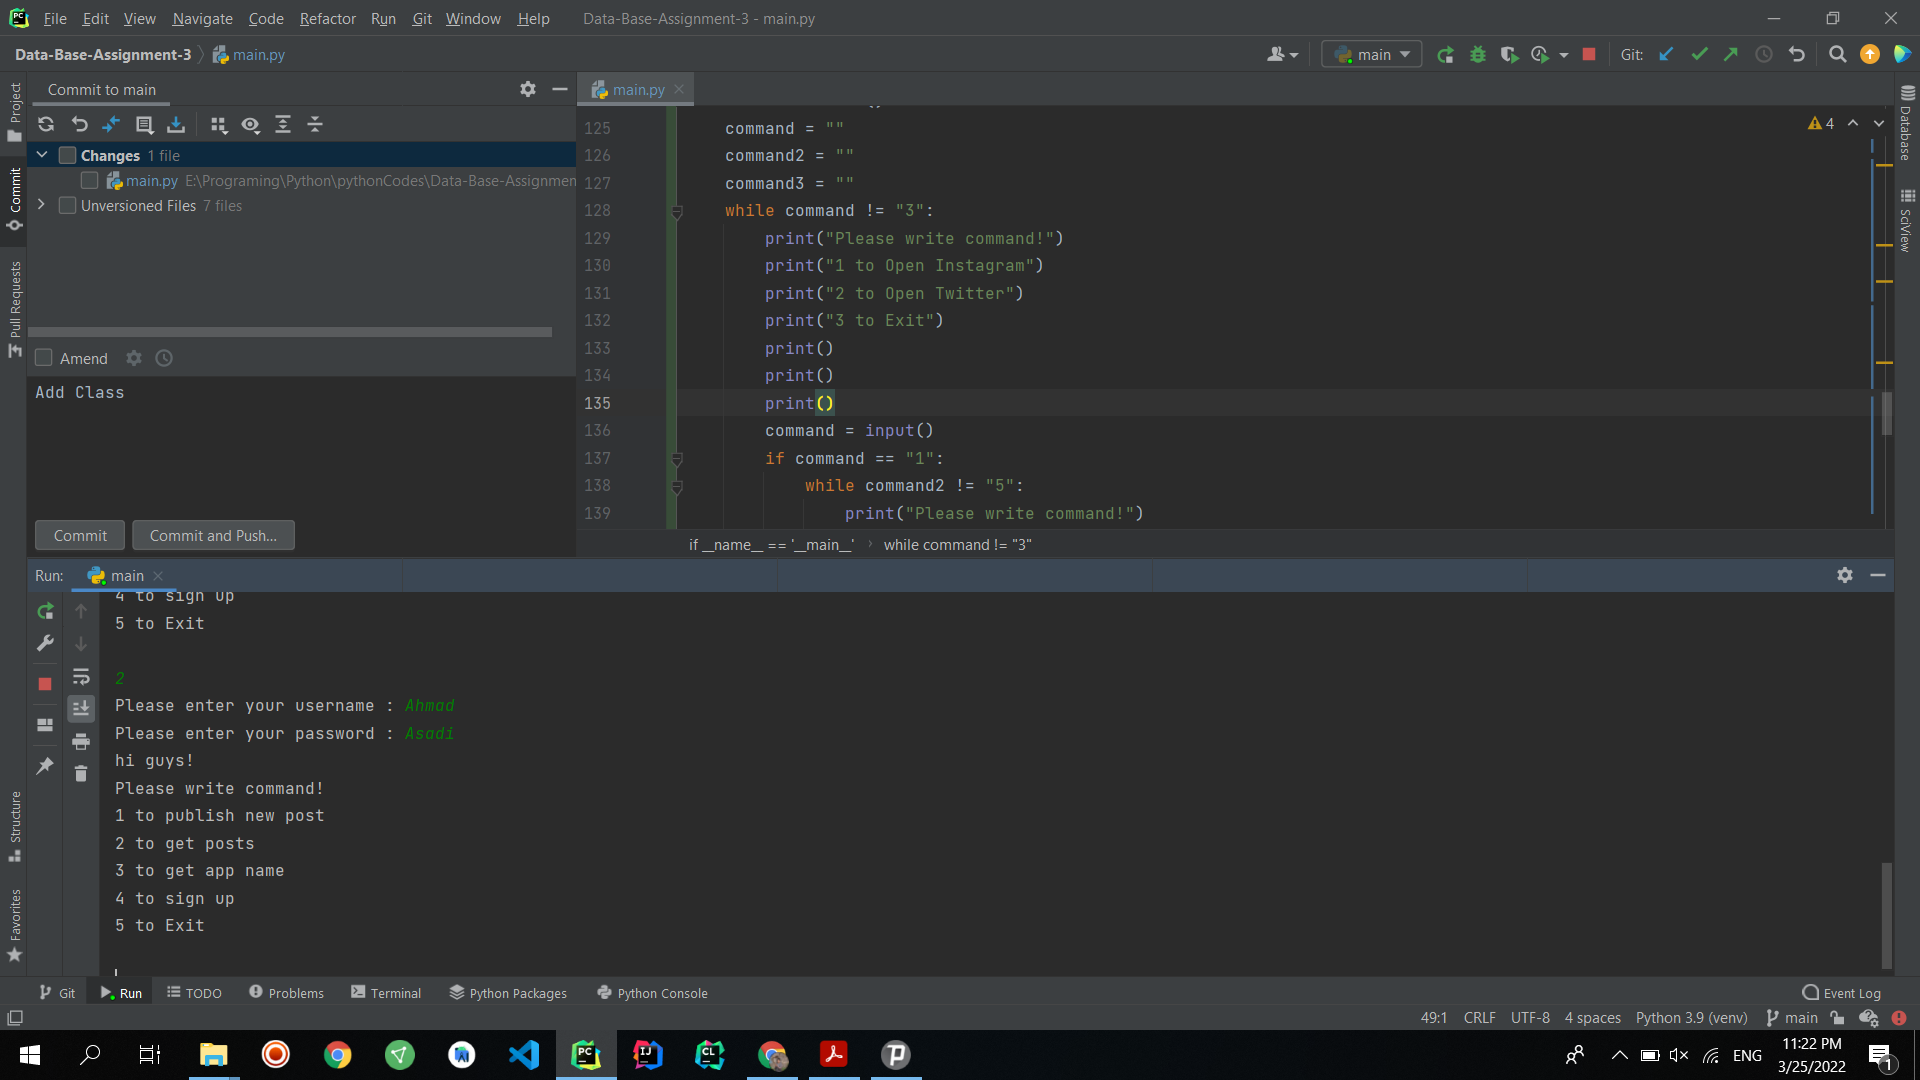 File Edit View Navigate Code Refactor Run Git Window Help Data-Base-Assignment-3 - main.py
Data-Base-Assignment-3 main.py main Git:
Project
Commit
Pull Requests
Structure
Favorites
Commit to main
Changes 1 file
main.py E:\Programing\Python\pythonCodes\Data-Base-Assignmen
Unversioned Files 7 files
Amend
Add Class
Commit Commit and Push...
main.py
4
125 command = ""
126 command2 = ""
127 command3 = ""
128 while command != "3":
129 print("Please write command!")
130 print("1 to Open Instagram")
131 print("2 to Open Twitter")
132 print("3 to Exit")
133 print()
134 print()
135 print()
136 command = input()
137 if command == "1":
138 while command2 != "5":
139 print("Please write command!")
if __name__ == '__main__' › while command != "3"
Database
SciView
Run: main
4 to sign up
5 to Exit
2
Please enter your username : Ahmad
Please enter your password : Asadi
hi guys!
Please write command!
1 to publish new post
2 to get posts
3 to get app name
4 to sign up
5 to Exit
Git Run TODO Problems Terminal Python Packages Python Console Event Log
49:1 CRLF UTF-8 4 spaces Python 3.9 (venv) main
ENG 11:22 PM
3/25/2022
1